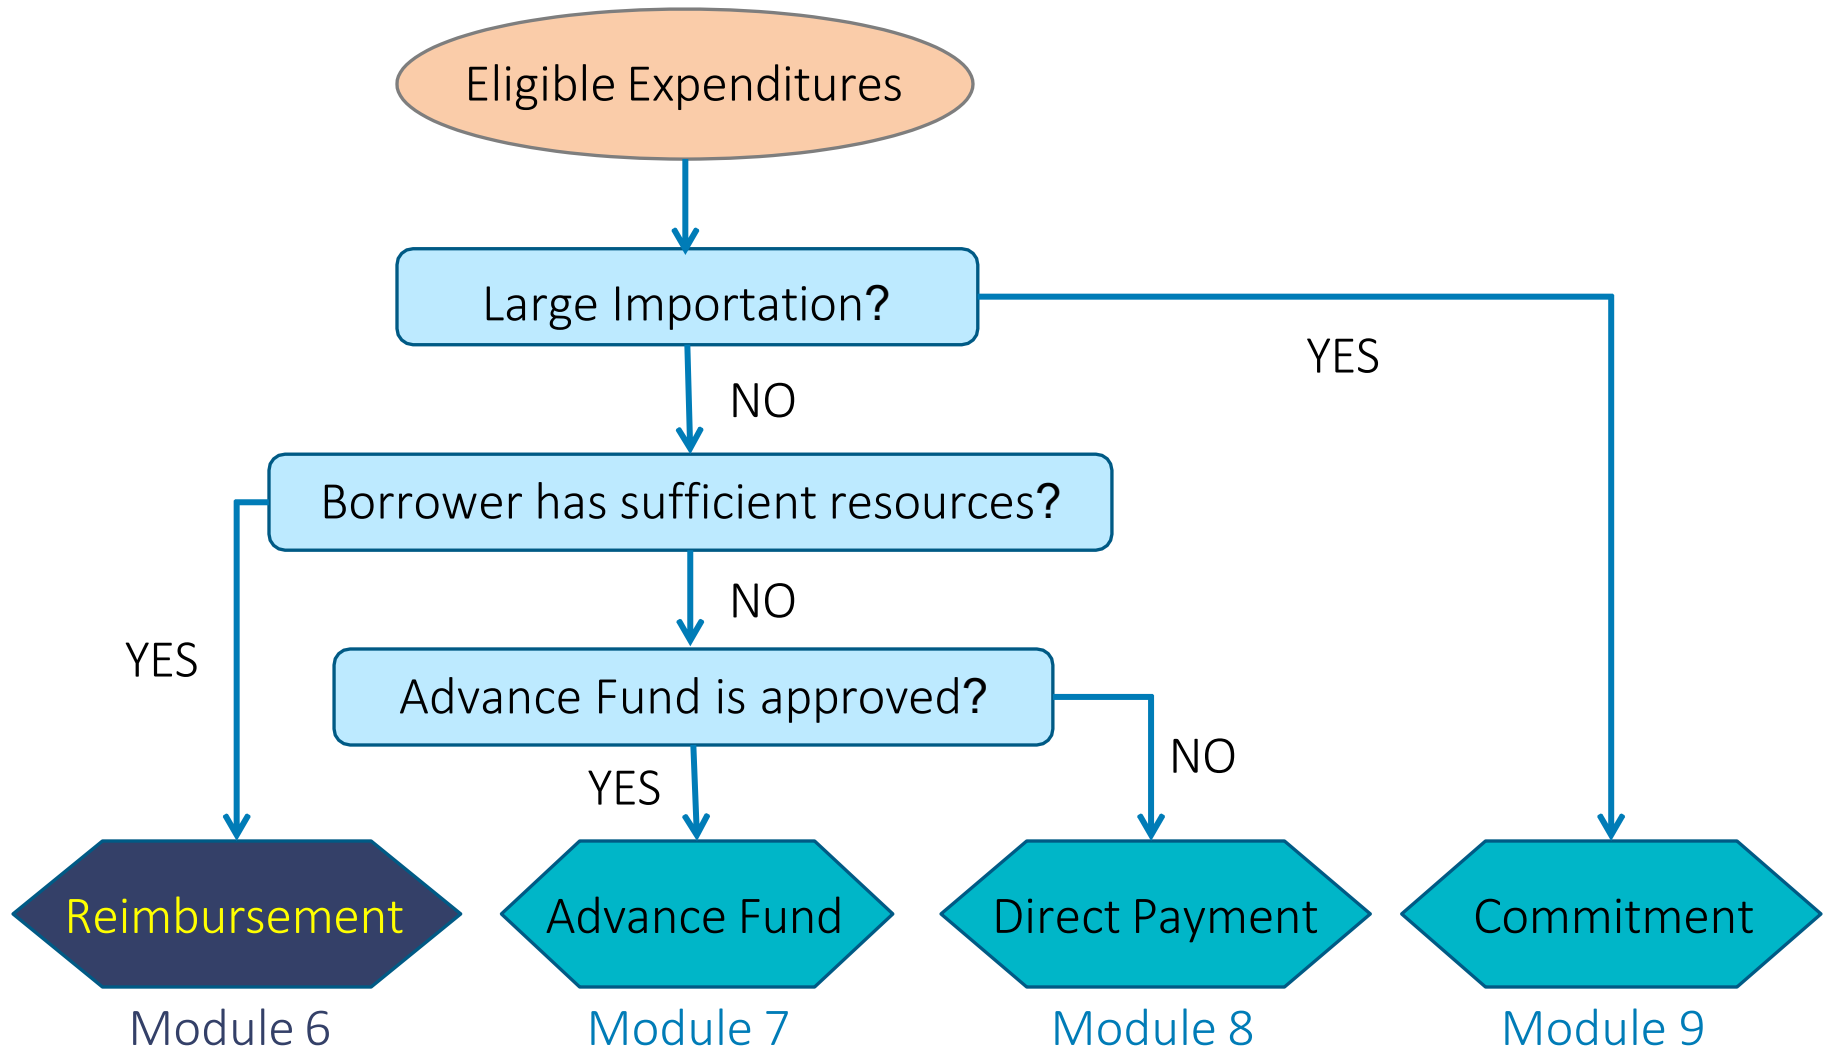 Eligible Expenditures
Large Importation?
YES
NO
Borrower has sufficient resources?
NO
YES
Advance Fund is approved?
NO
YES
Reimbursement
Advance Fund
Direct Payment
Commitment
Module 6
Module 7
Module 8
Module 9